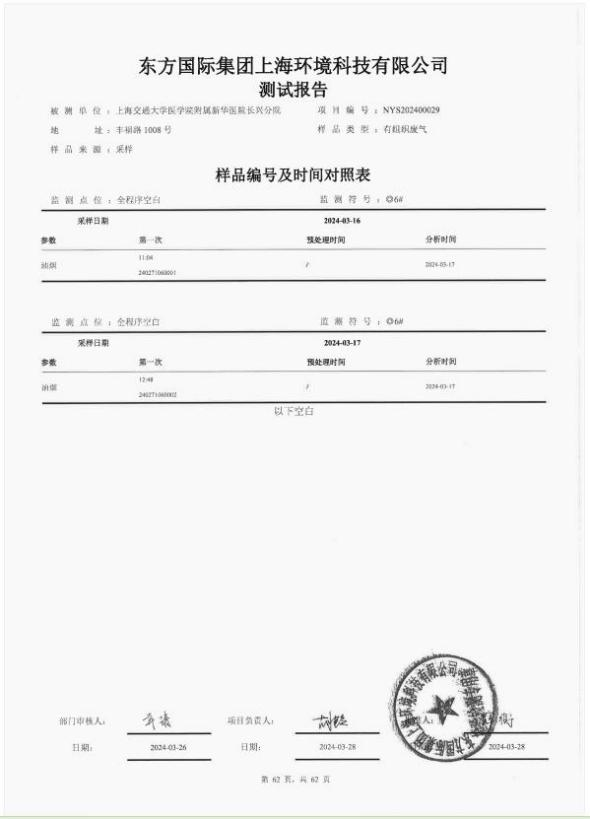 东方国际集团上海环境科技有限公司
测试报告
被测单位：上海交通大学医学院附属新华医院长兴分院 项目编号：NYS202400029
地址：丰福路1008号 样品类型：有组织废气
样品来源：采样
样品编号及时间对照表
监测点位：全程序空白 监测符号：◎6#
采样日期 2024-03-16
参数 第一次 预处理时间 分析时间
油烟 11:04 / 2024-03-17
240271060001
监测点位：全程序空白 监测符号：◎6#
采样日期 2024-03-17
参数 第一次 预处理时间 分析时间
油烟 12:48 / 2024-03-17
240271060002
以下空白
部门审核人： 项目负责人：
日期： 2024-03-26 日期： 2024-03-28 2024-03-28
第 62 页，共 62 页